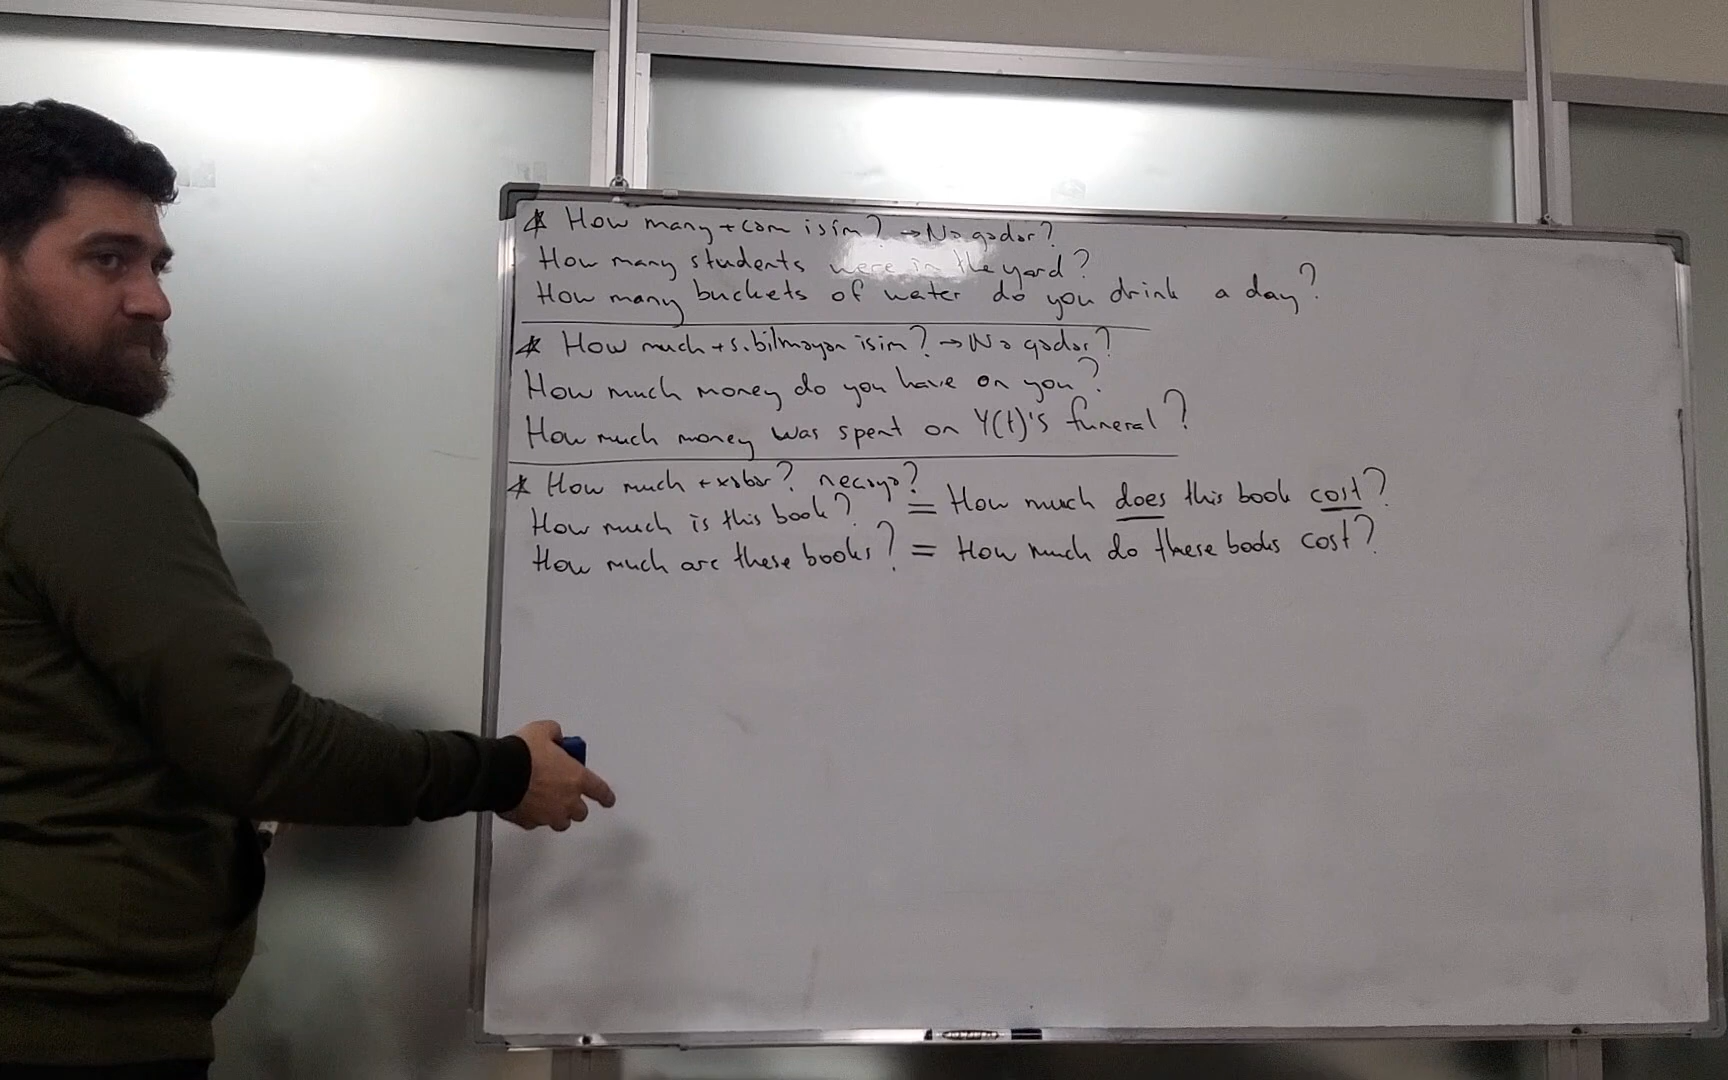 * How many + cəm isim? → Nə qədər?
How many students were in the yard?
How many buckets of water do you drink a day?
* How much + s. bilməyən isim? → Nə qədər?
How much money do you have on you?
How much money was spent on Y(t)'s funeral?
* How much + xəbər? neçəyə?
How much is this book? = How much does this book cost?
How much are these books? = How much do these books cost?